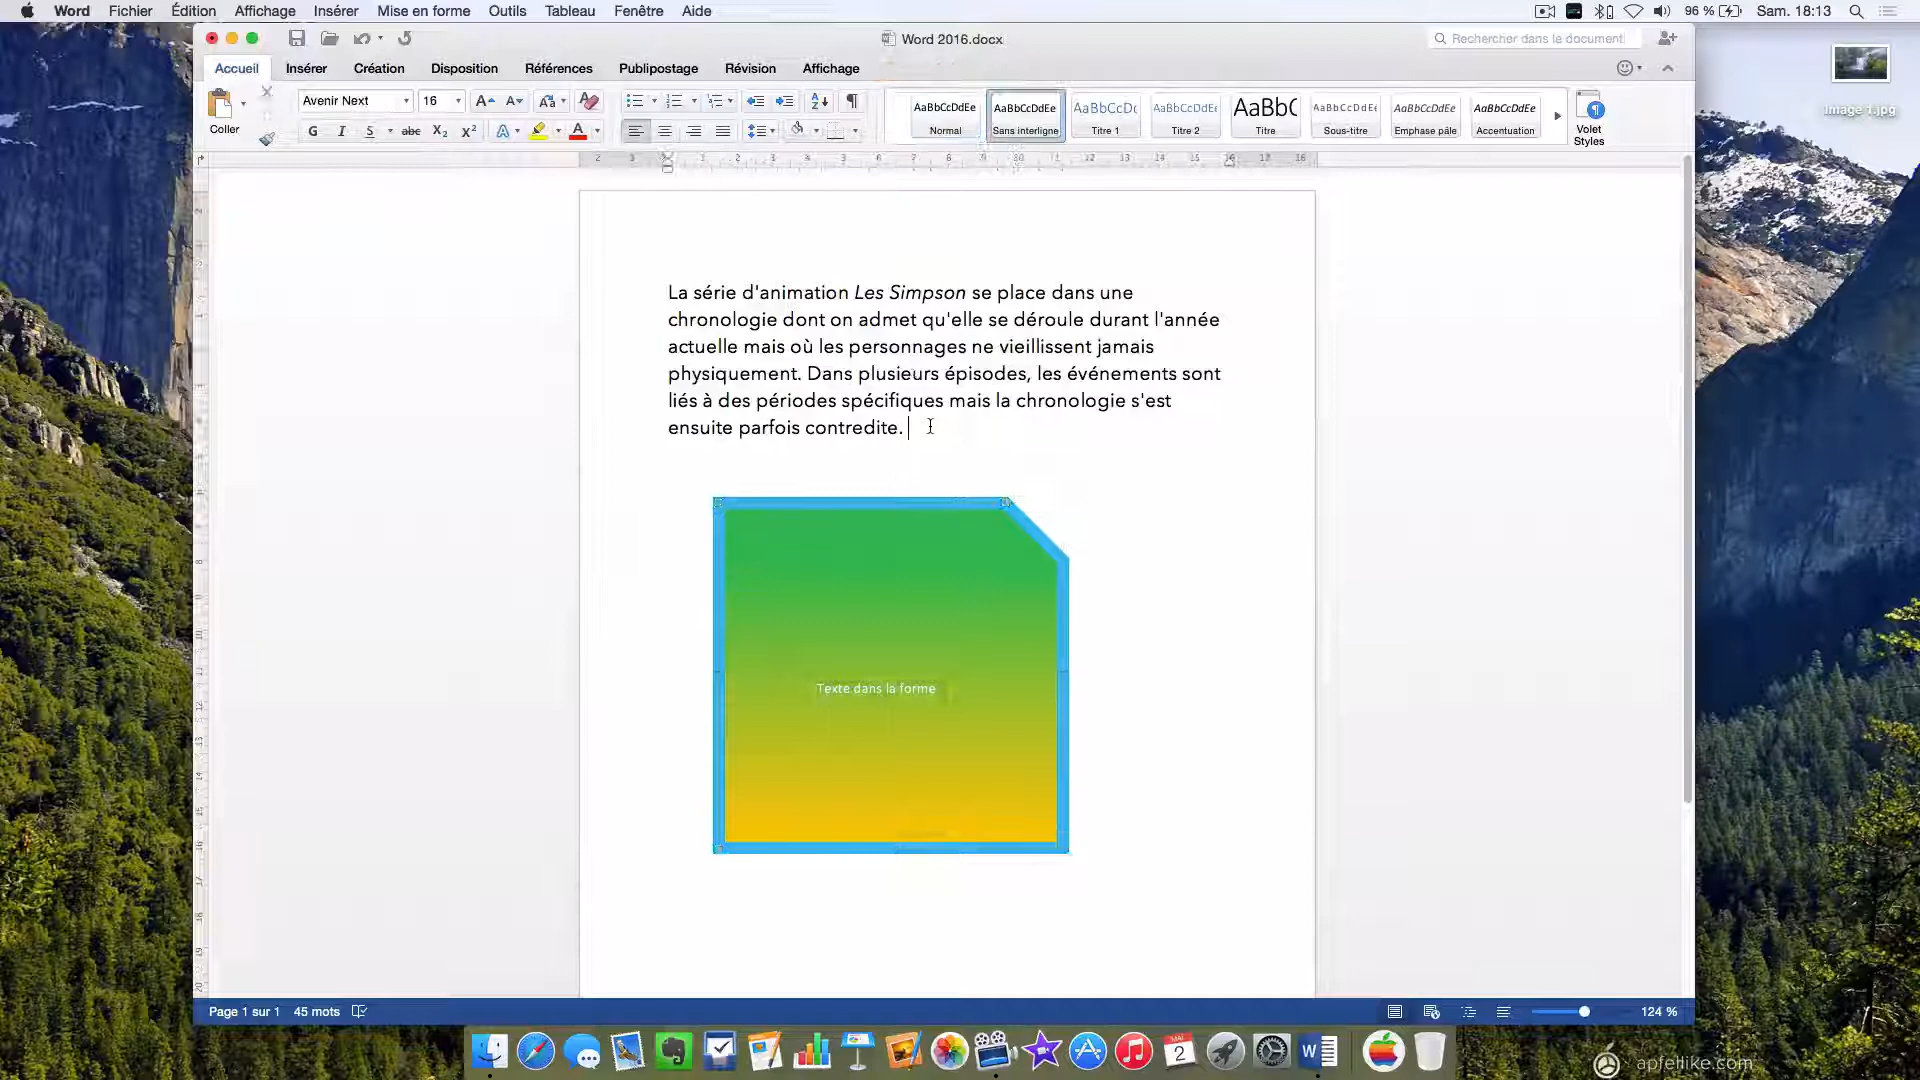 Word Fichier Édition Affichage Insérer Mise en forme Outils Tableau Fenêtre Aide 96 % Sam. 18:13
Word 2016.docx
Rechercher dans le document
Accueil Insérer Création Disposition Références Publipostage Révision Affichage
image 1.jpg
Coller
Avenir Next 16
G I S abc X₂ X²
AaBbCcDdEe AaBbCcDdEe AaBbCcDc AaBbCcDdEe AaBbC AaBbCcDdEe AaBbCcDdEe AaBbCcDdEe
Normal Sans interligne Titre 1 Titre 2 Titre Sous-titre Emphase pâle Accentuation
Volet
Styles
La série d'animation Les Simpson se place dans une
chronologie dont on admet qu'elle se déroule durant l'année
actuelle mais où les personnages ne vieillissent jamais
physiquement. Dans plusieurs épisodes, les événements sont
liés à des périodes spécifiques mais la chronologie s'est
ensuite parfois contredite.
Texte dans la forme
Page 1 sur 1 45 mots 124 %
apfellike.com